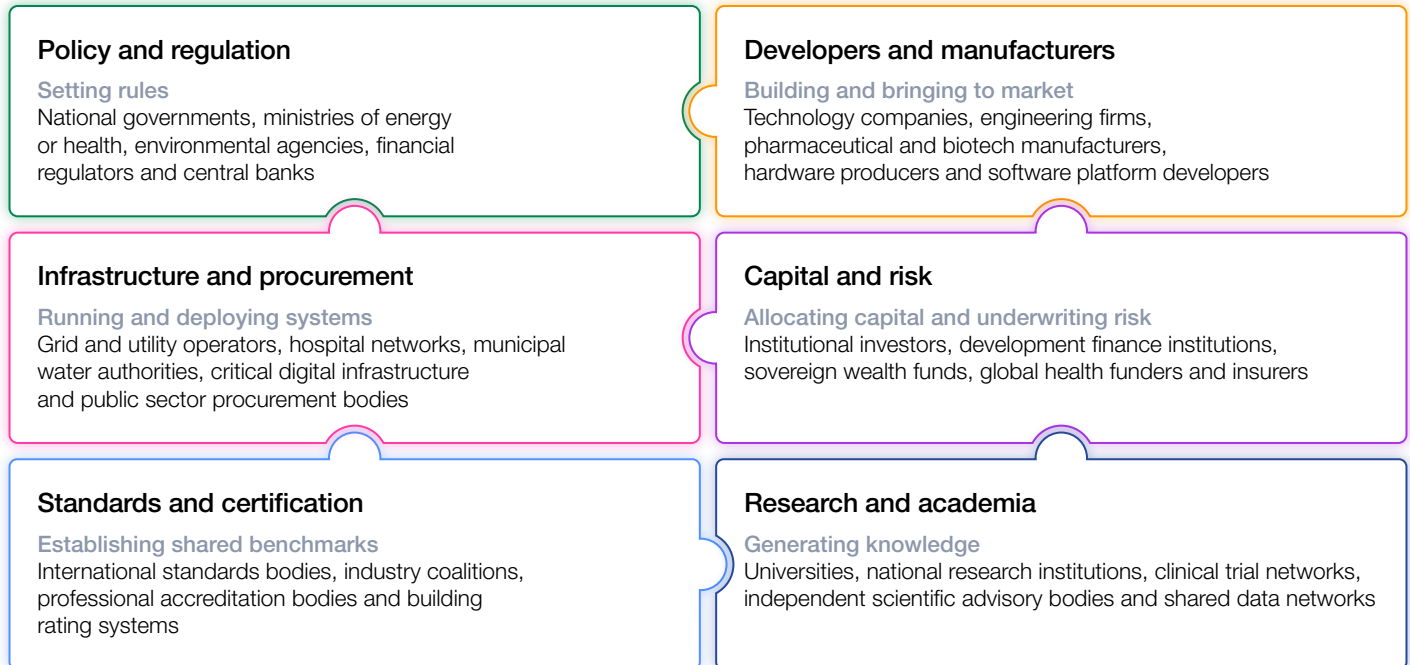 Policy and regulation
Setting rules
National governments, ministries of energy
or health, environmental agencies, financial
regulators and central banks
Developers and manufacturers
Building and bringing to market
Technology companies, engineering firms,
pharmaceutical and biotech manufacturers,
hardware producers and software platform developers
Infrastructure and procurement
Running and deploying systems
Grid and utility operators, hospital networks, municipal
water authorities, critical digital infrastructure
and public sector procurement bodies
Capital and risk
Allocating capital and underwriting risk
Institutional investors, development finance institutions,
sovereign wealth funds, global health funders and insurers
Standards and certification
Establishing shared benchmarks
International standards bodies, industry coalitions,
professional accreditation bodies and building
rating systems
Research and academia
Generating knowledge
Universities, national research institutions, clinical trial networks,
independent scientific advisory bodies and shared data networks